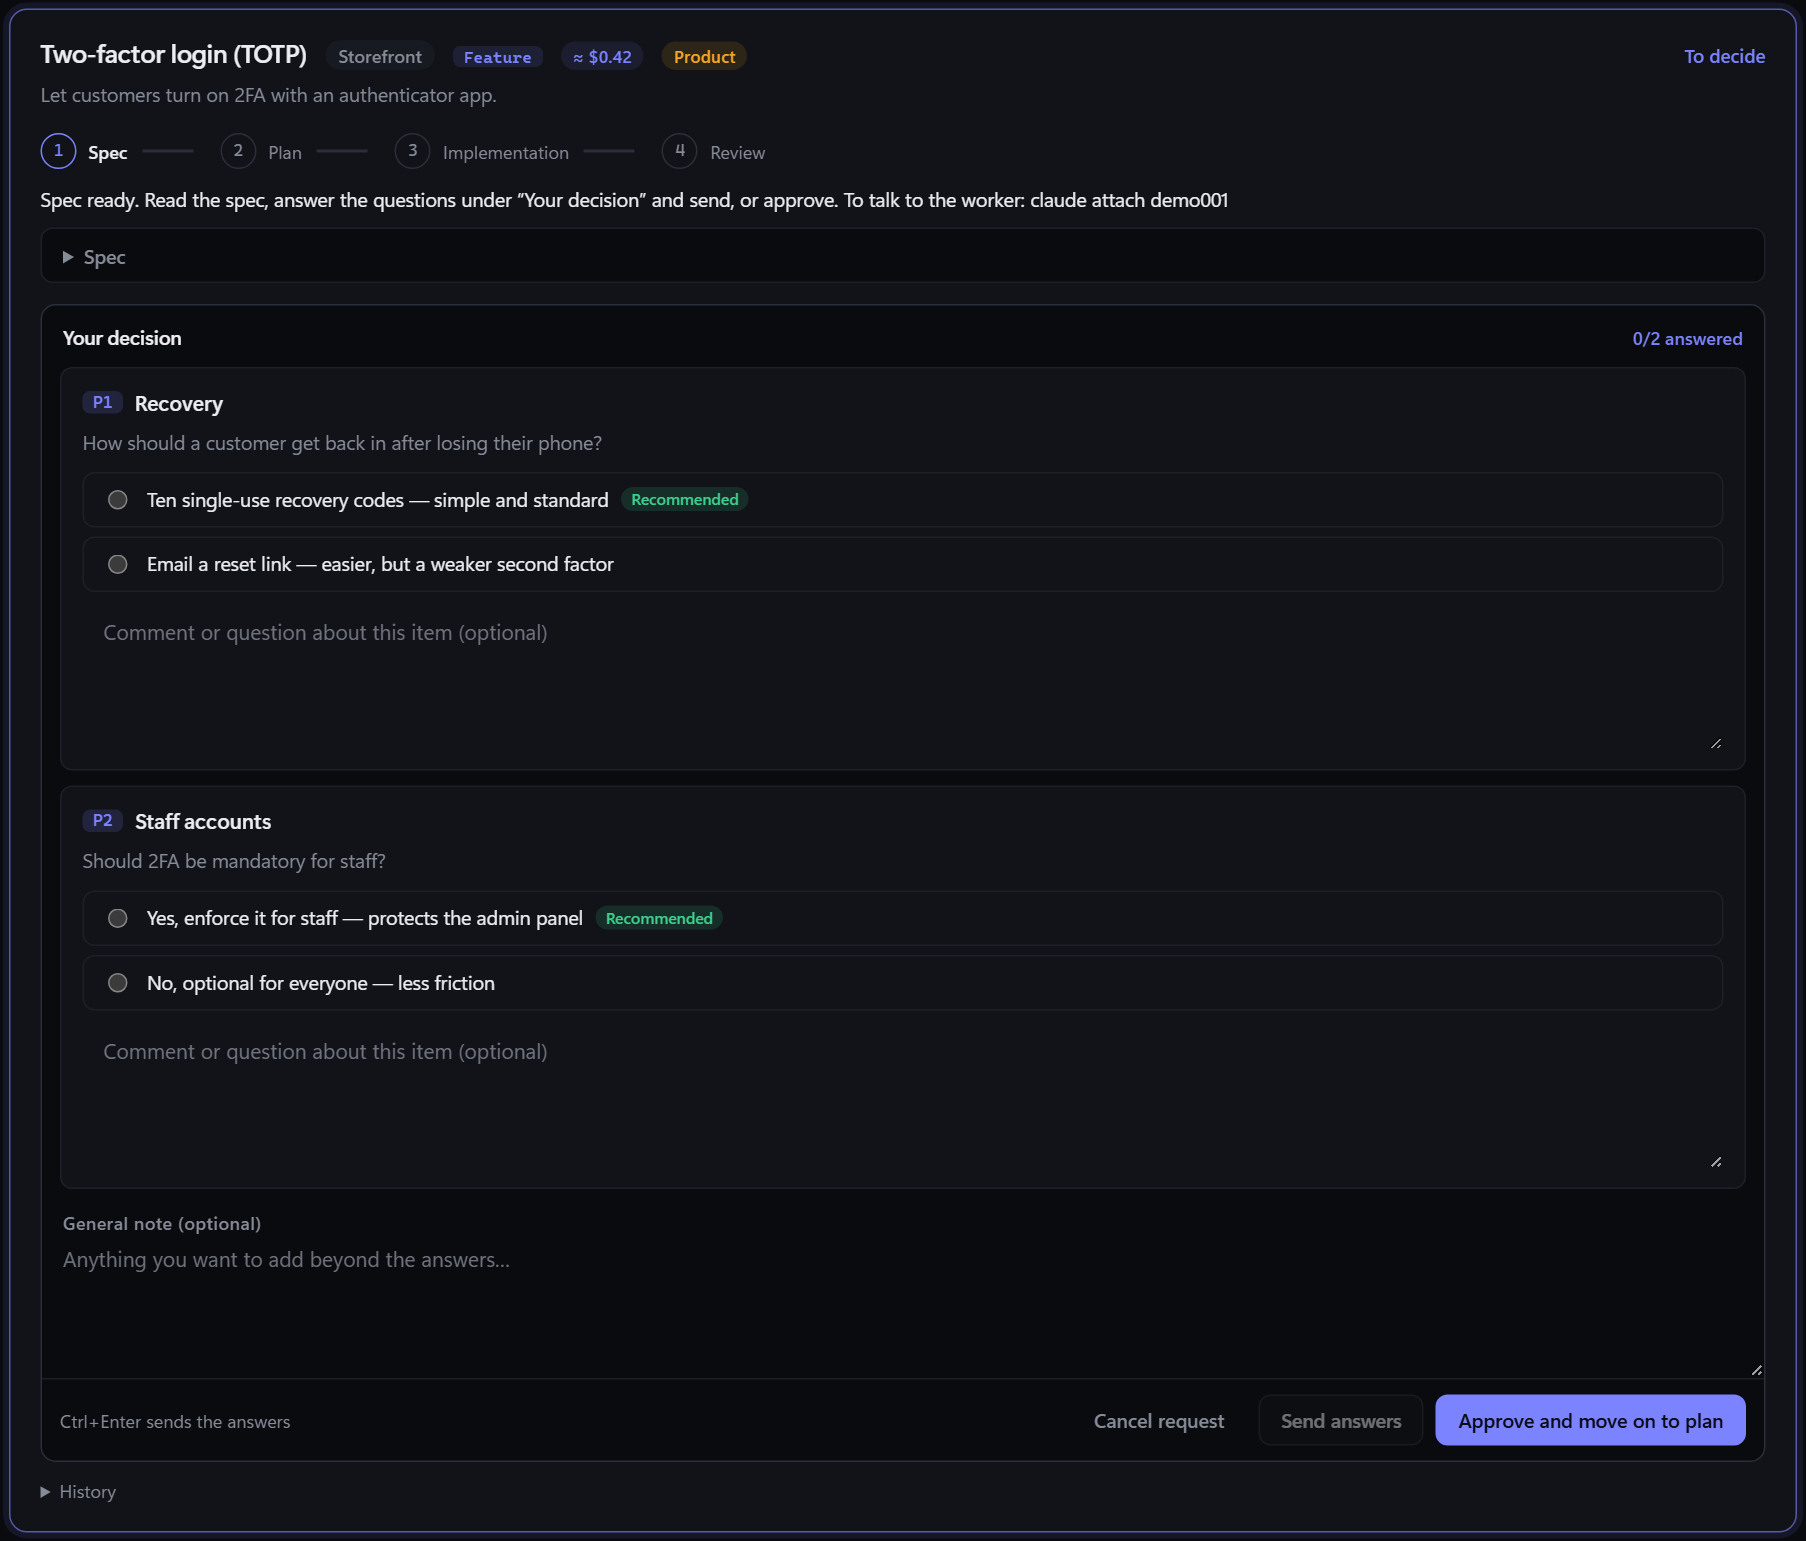 Two-factor login (TOTP) Storefront Feature ≈ $0.42 Product To decide
Let customers turn on 2FA with an authenticator app.
1 Spec 2 Plan 3 Implementation 4 Review
Spec ready. Read the spec, answer the questions under “Your decision” and send, or approve. To talk to the worker: claude attach demo001
Spec
Your decision 0/2 answered
P1 Recovery
How should a customer get back in after losing their phone?
Ten single-use recovery codes — simple and standard Recommended
Email a reset link — easier, but a weaker second factor
Comment or question about this item (optional)
P2 Staff accounts
Should 2FA be mandatory for staff?
Yes, enforce it for staff — protects the admin panel Recommended
No, optional for everyone — less friction
Comment or question about this item (optional)
General note (optional)
Anything you want to add beyond the answers...
Ctrl+Enter sends the answers Cancel request Send answers Approve and move on to plan
History